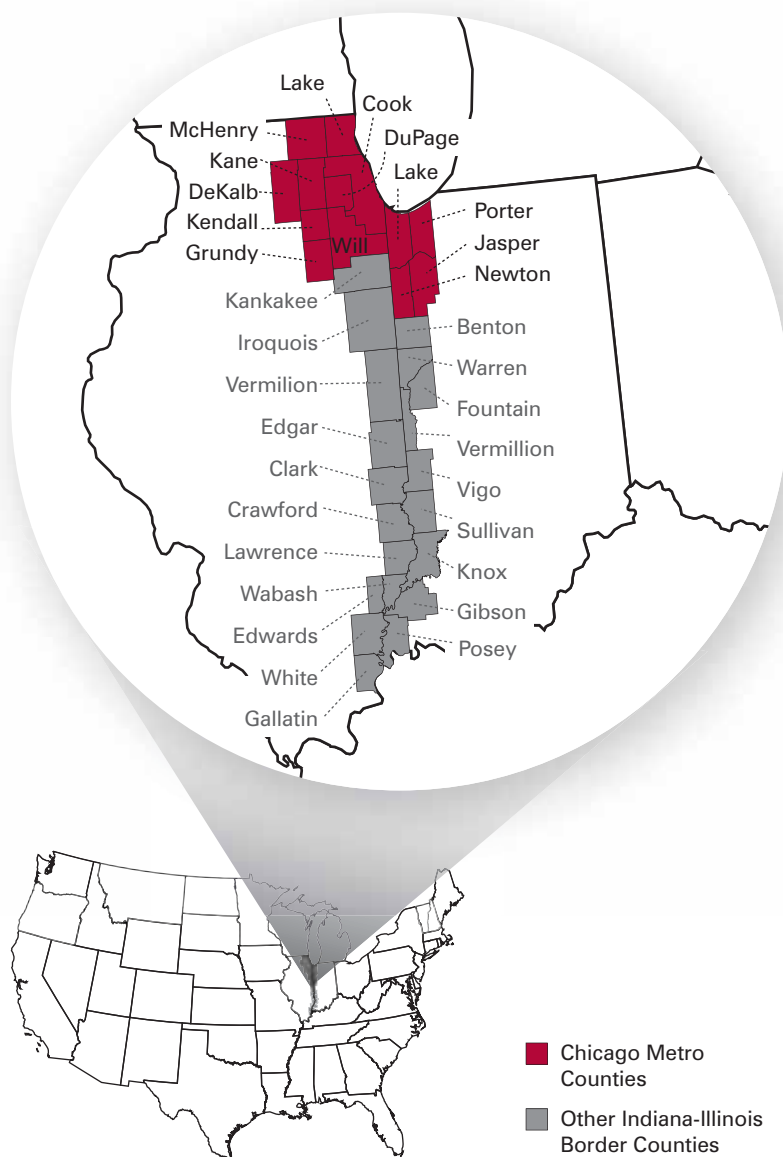 Lake
Cook
McHenry
DuPage
Kane
Lake
DeKalb
Kendall
Porter
Will
Jasper
Grundy
Newton
Kankakee
Benton
Iroquois
Warren
Vermilion
Fountain
Edgar
Vermillion
Clark
Vigo
Crawford
Sullivan
Lawrence
Knox
Wabash
Gibson
Edwards
Posey
White
Gallatin
Chicago Metro
Counties
Other Indiana-Illinois
Border Counties